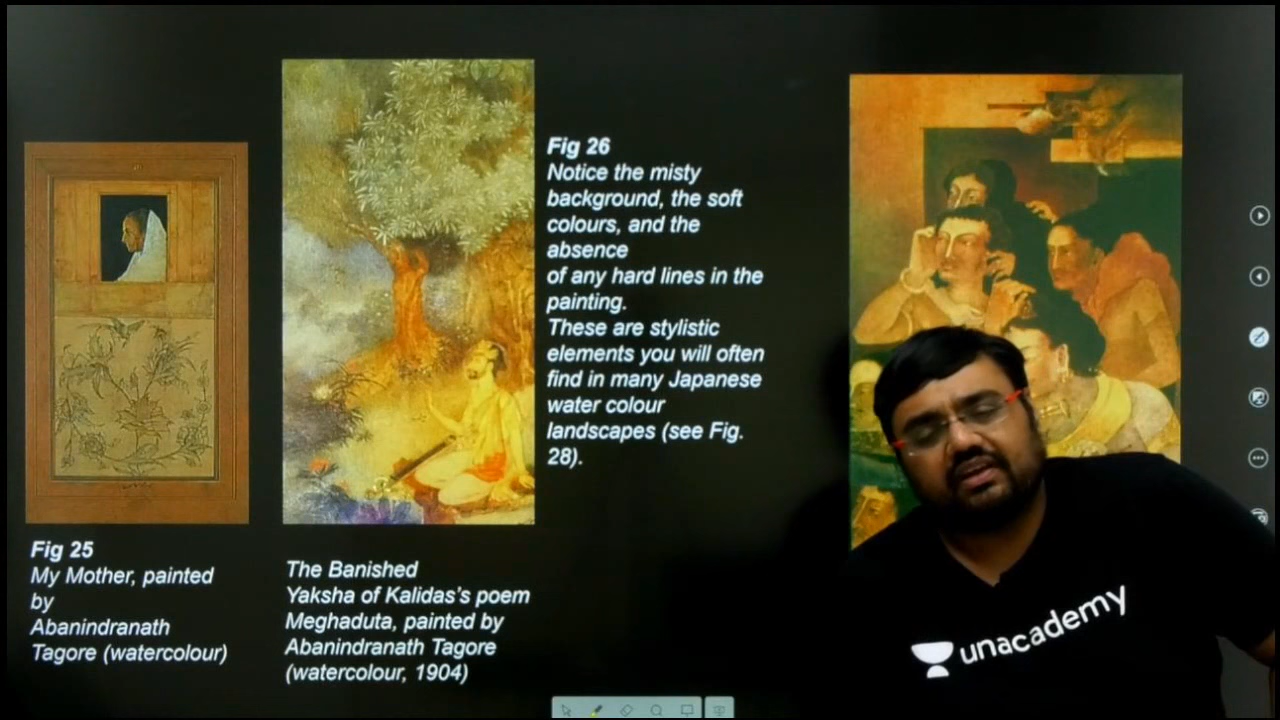 Fig 25
My Mother, painted
by
Abanindranath
Tagore (watercolour)
The Banished
Yaksha of Kalidas's poem
Meghaduta, painted by
Abanindranath Tagore
(watercolour, 1904)
Fig 26
Notice the misty
background, the soft
colours, and the
absence
of any hard lines in the
painting.
These are stylistic
elements you will often
find in many Japanese
water colour
landscapes (see Fig.
28).
unacademy